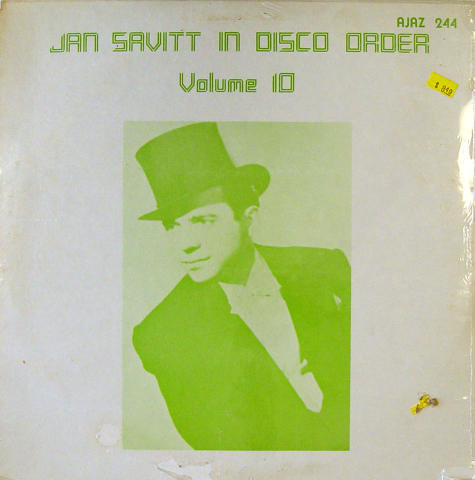 AJAZ 244
JAN SAVITT IN DISCO ORDER
Volume 10